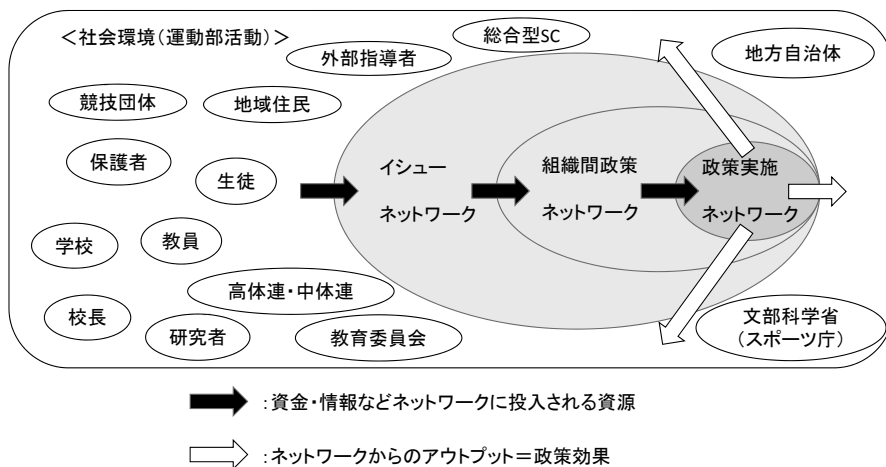 ＜社会環境（運動部活動）＞
総合型SC
外部指導者
地方自治体
競技団体
地域住民
保護者
生徒
イシュー
ネットワーク
組織間政策
ネットワーク
政策実施
ネットワーク
学校
教員
高体連・中体連
校長
研究者
教育委員会
文部科学省
（スポーツ庁）
：資金・情報などネットワークに投入される資源
：ネットワークからのアウトプット＝政策効果